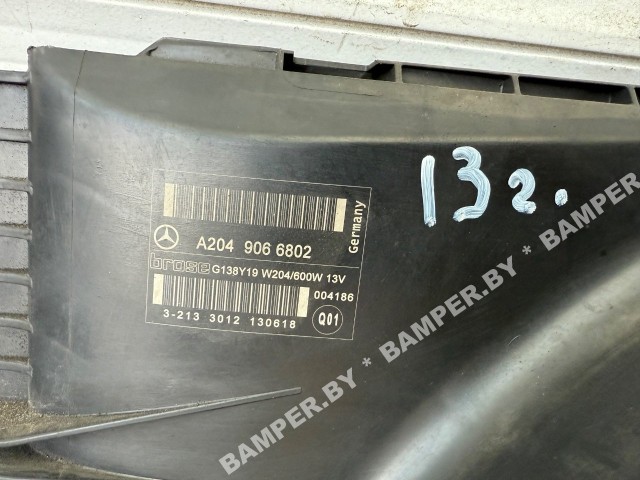 13 г.
Germany
A204 906 6802
brose G138Y19 W204/600W 13V
004186
3-213 3012 130618 Q01
BAMPER.BY * BAMPER.BY * BAMPER.BY